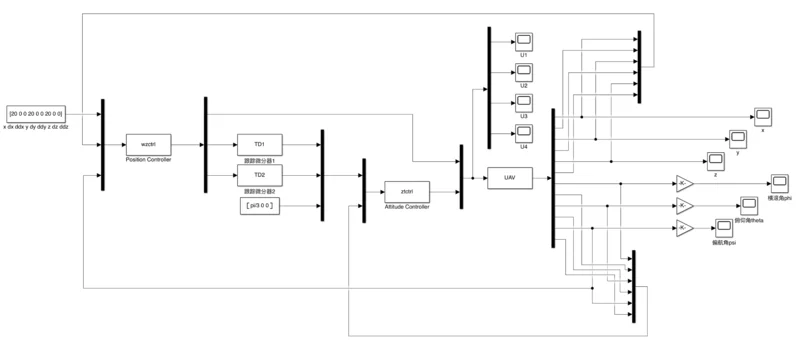 [20 0 0 20 0 0 20 0 0]
x dx ddx y dy ddy z dz ddz
wzctrl
Position Controller
TD1
跟踪微分器1
TD2
跟踪微分器2
[ pi/3 0 0 ]
ztctrl
Attitude Controller
U1
U2
U3
U4
UAV
x
y
z
-K-
横滚角phi
-K-
俯仰角theta
-K-
偏航角psi